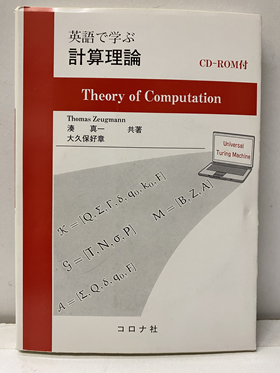 英語で学ぶ
計算理論
CD-ROM付
Theory of Computation
Thomas Zeugmann
湊 真一 共著
大久保好章
Universal
Turing Machine
𝒦=[Q,Σ,Γ,δ,q₀,k₀,F]
M=[B,Z,A]
𝒢=[T,N,σ,P]
𝒜=[Σ,Q,δ,q₀,F]
コロナ社